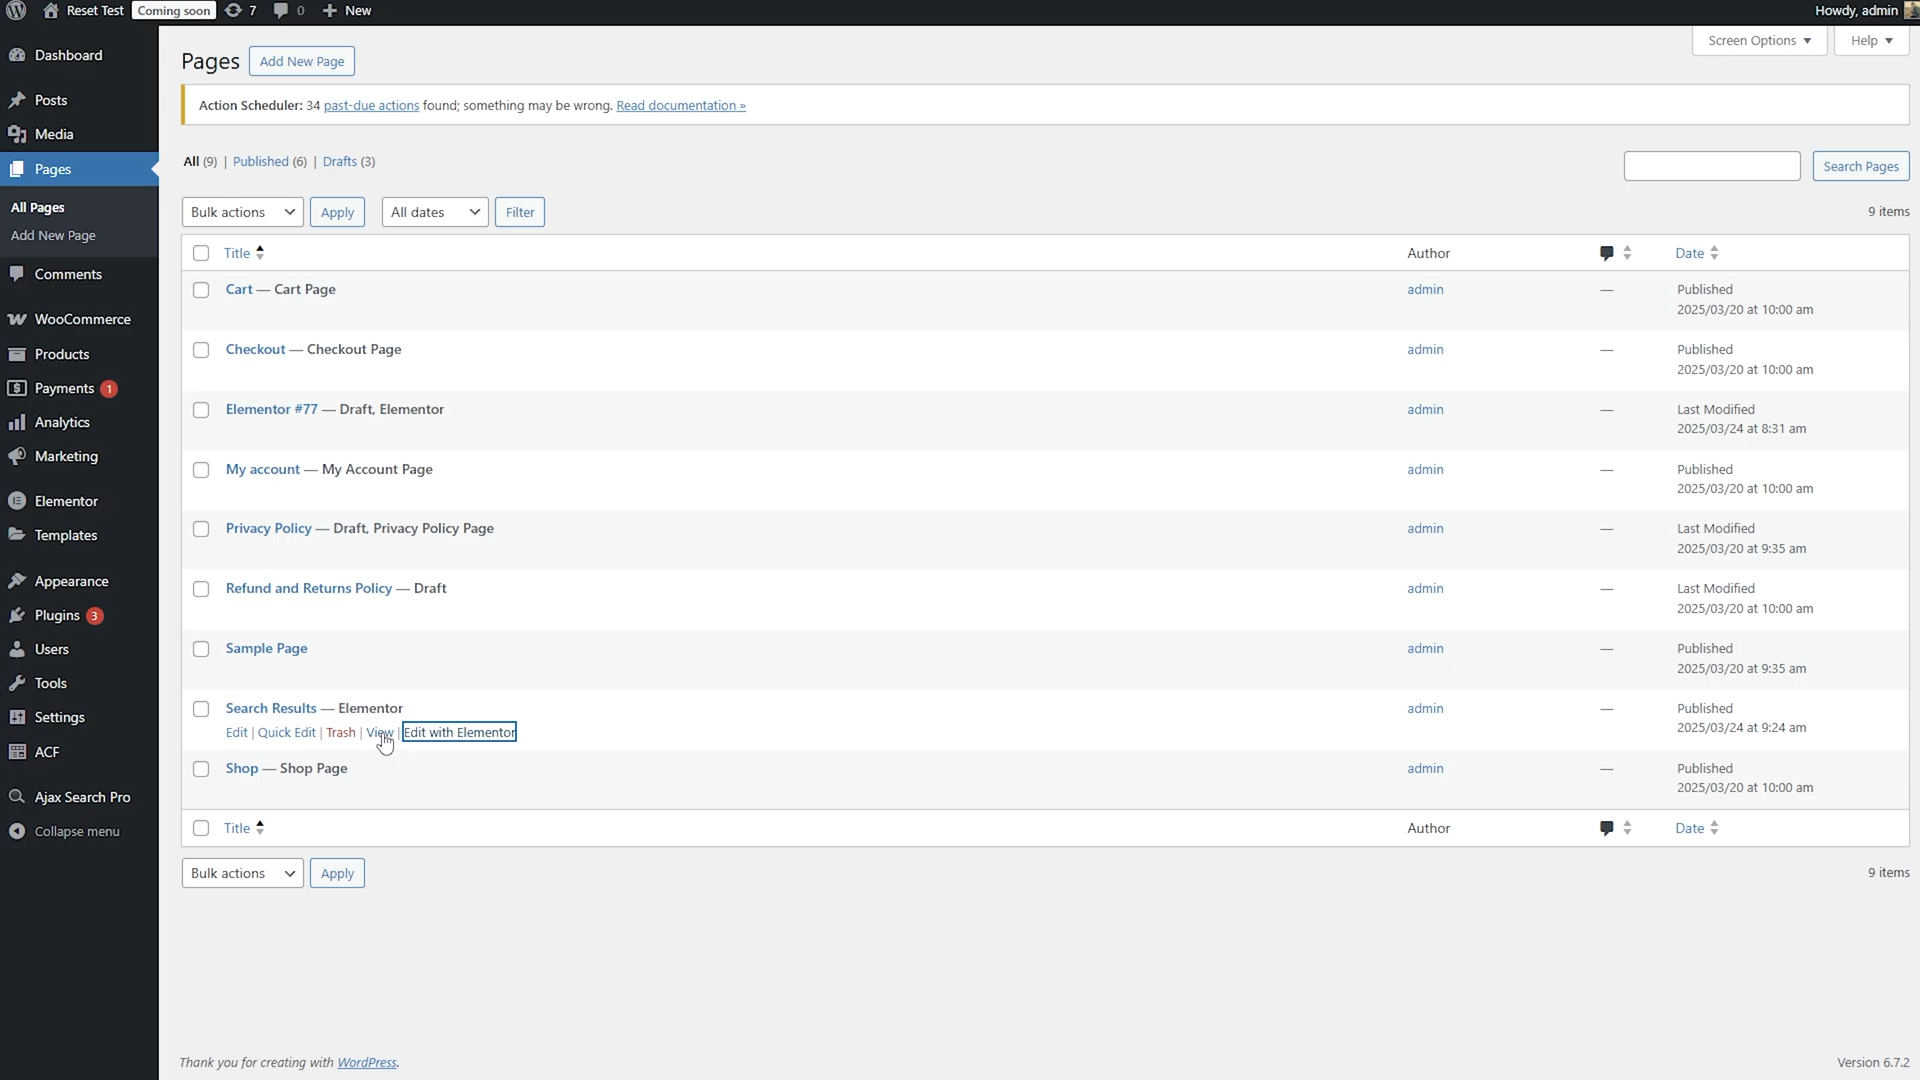 Reset Test Coming soon 7 0 New Howdy, admin
Screen Options Help
Dashboard
Posts
Media
Pages
All Pages
Add New Page
Comments
WooCommerce
Products
Payments 1
Analytics
Marketing
Elementor
Templates
Appearance
Plugins 3
Users
Tools
Settings
ACF
Ajax Search Pro
Collapse menu
Pages Add New Page
Action Scheduler: 34 past-due actions found; something may be wrong. Read documentation »
All (9) | Published (6) | Drafts (3)
Search Pages
Bulk actions Apply All dates Filter 9 items
Title Author Date
Cart — Cart Page admin — Published
2025/03/20 at 10:00 am
Checkout — Checkout Page admin — Published
2025/03/20 at 10:00 am
Elementor #77 — Draft, Elementor admin — Last Modified
2025/03/24 at 8:31 am
My account — My Account Page admin — Published
2025/03/20 at 10:00 am
Privacy Policy — Draft, Privacy Policy Page admin — Last Modified
2025/03/20 at 9:35 am
Refund and Returns Policy — Draft admin — Last Modified
2025/03/20 at 10:00 am
Sample Page admin — Published
2025/03/20 at 9:35 am
Search Results — Elementor admin — Published
Edit | Quick Edit | Trash | View | Edit with Elementor 2025/03/24 at 9:24 am
Shop — Shop Page admin — Published
2025/03/20 at 10:00 am
Title Author Date
Bulk actions Apply 9 items
Thank you for creating with WordPress. Version 6.7.2